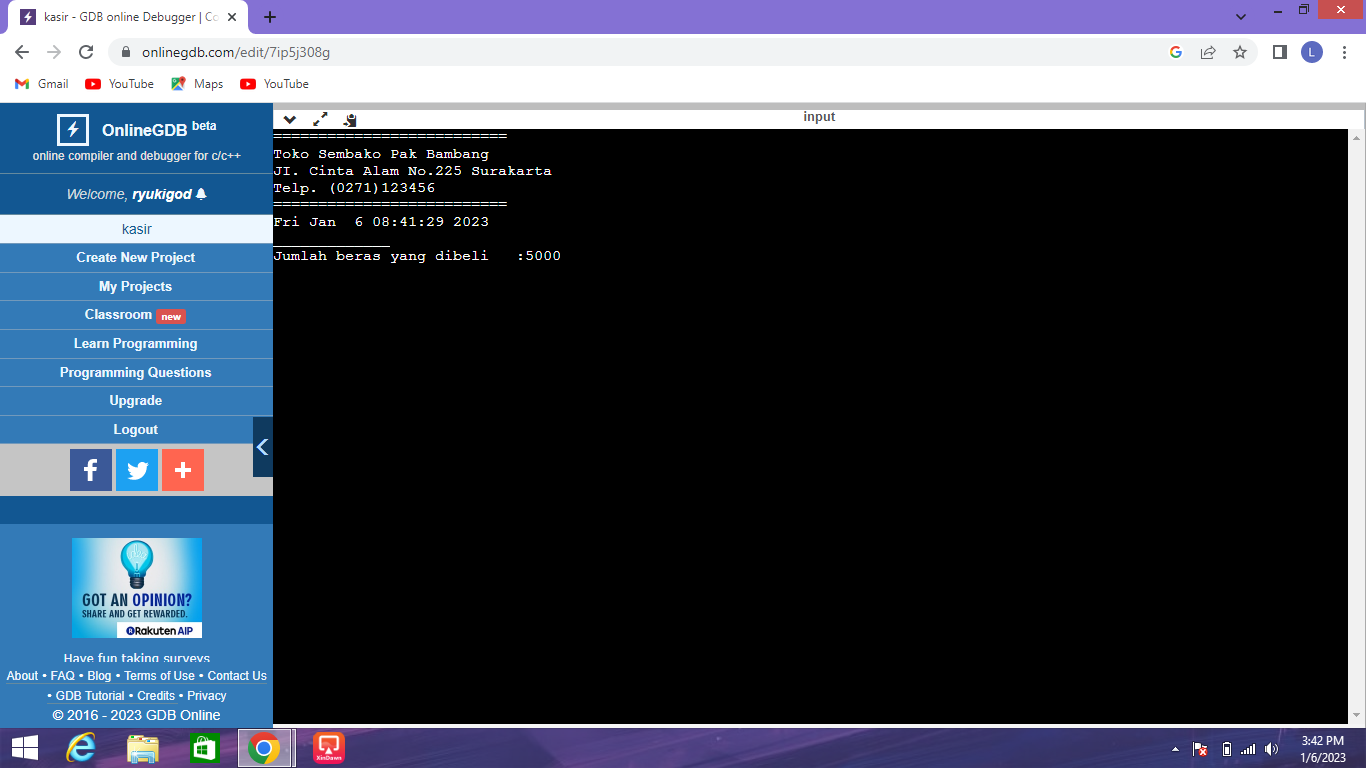 kasir - GDB online Debugger | Co
onlinegdb.com/edit/7ip5j308g
L
Gmail
YouTube
Maps
YouTube
OnlineGDB beta
online compiler and debugger for c/c++
Welcome, ryukigod
kasir
Create New Project
My Projects
Classroom new
Learn Programming
Programming Questions
Upgrade
Logout
GOT AN OPINION?
SHARE AND GET REWARDED.
Rakuten AIP
Have fun taking surveys
About • FAQ • Blog • Terms of Use • Contact Us
• GDB Tutorial • Credits • Privacy
© 2016 - 2023 GDB Online
input
==========================
Toko Sembako Pak Bambang
JI. Cinta Alam No.225 Surakarta
Telp. (0271)123456
==========================
Fri Jan  6 08:41:29 2023
_____________
Jumlah beras yang dibeli   :5000
XinDawn
3:42 PM
1/6/2023